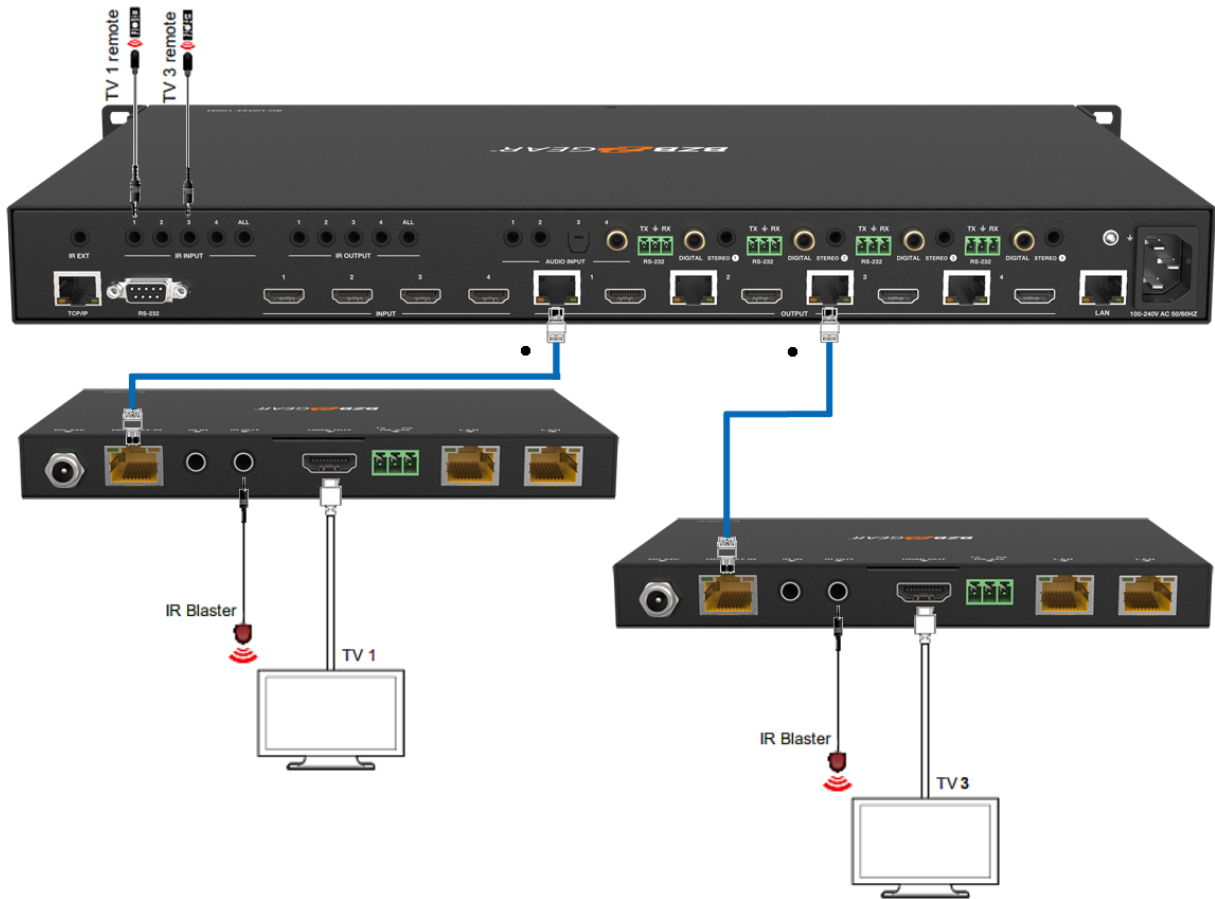 TV 1 remote
TV 3 remote
BZBGEAR
1 2 3 4 ALL
1 2 3 4 ALL
1 2 3 4
TX RX
TX RX
TX RX
TX RX
IR EXT
IR INPUT
IR OUTPUT
AUDIO INPUT
RS-232
DIGITAL
STEREO 1
RS-232
DIGITAL
STEREO 2
RS-232
DIGITAL
STEREO 3
RS-232
DIGITAL
STEREO 4
1 2 3 4
1 2 3 4
TCP/IP
RS-232
INPUT
OUTPUT
LAN
100-240V AC 50/60HZ
BZBGEAR
IR Blaster
TV 1
BZBGEAR
IR Blaster
TV 3